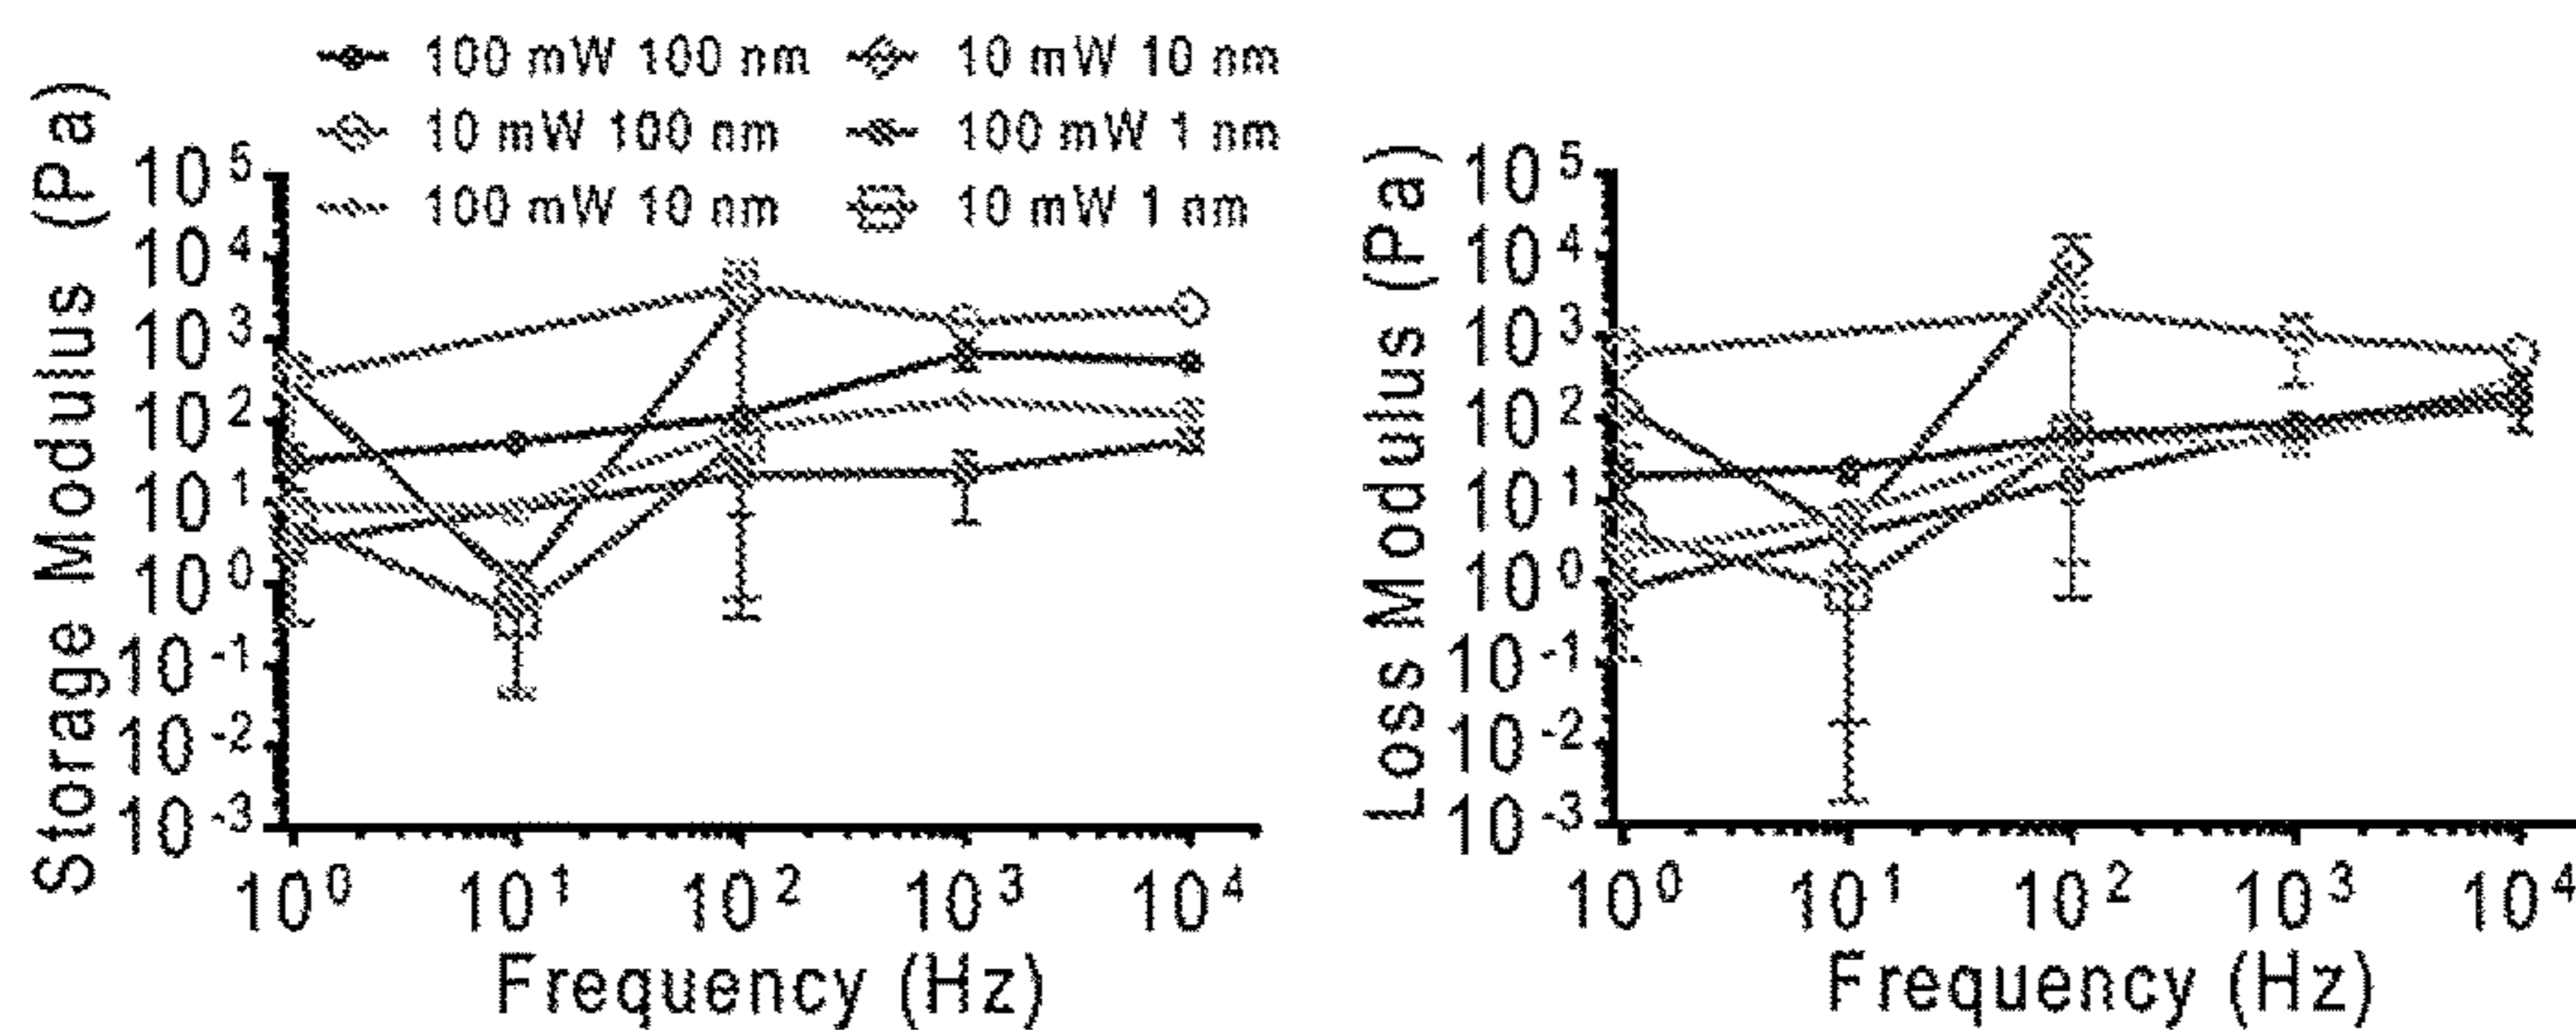 100 mW 100 nm
10 mW 10 nm
10 mW 100 nm
100 mW 1 nm
100 mW 10 nm
10 mW 1 nm
Storage Modulus (Pa)
10^5
10^4
10^3
10^2
10^1
10^0
10^-1
10^-2
10^-3
10^0 10^1 10^2 10^3 10^4
Frequency (Hz)
Loss Modulus (Pa)
10^5
10^4
10^3
10^2
10^1
10^0
10^-1
10^-2
10^-3
10^0 10^1 10^2 10^3 10^4
Frequency (Hz)